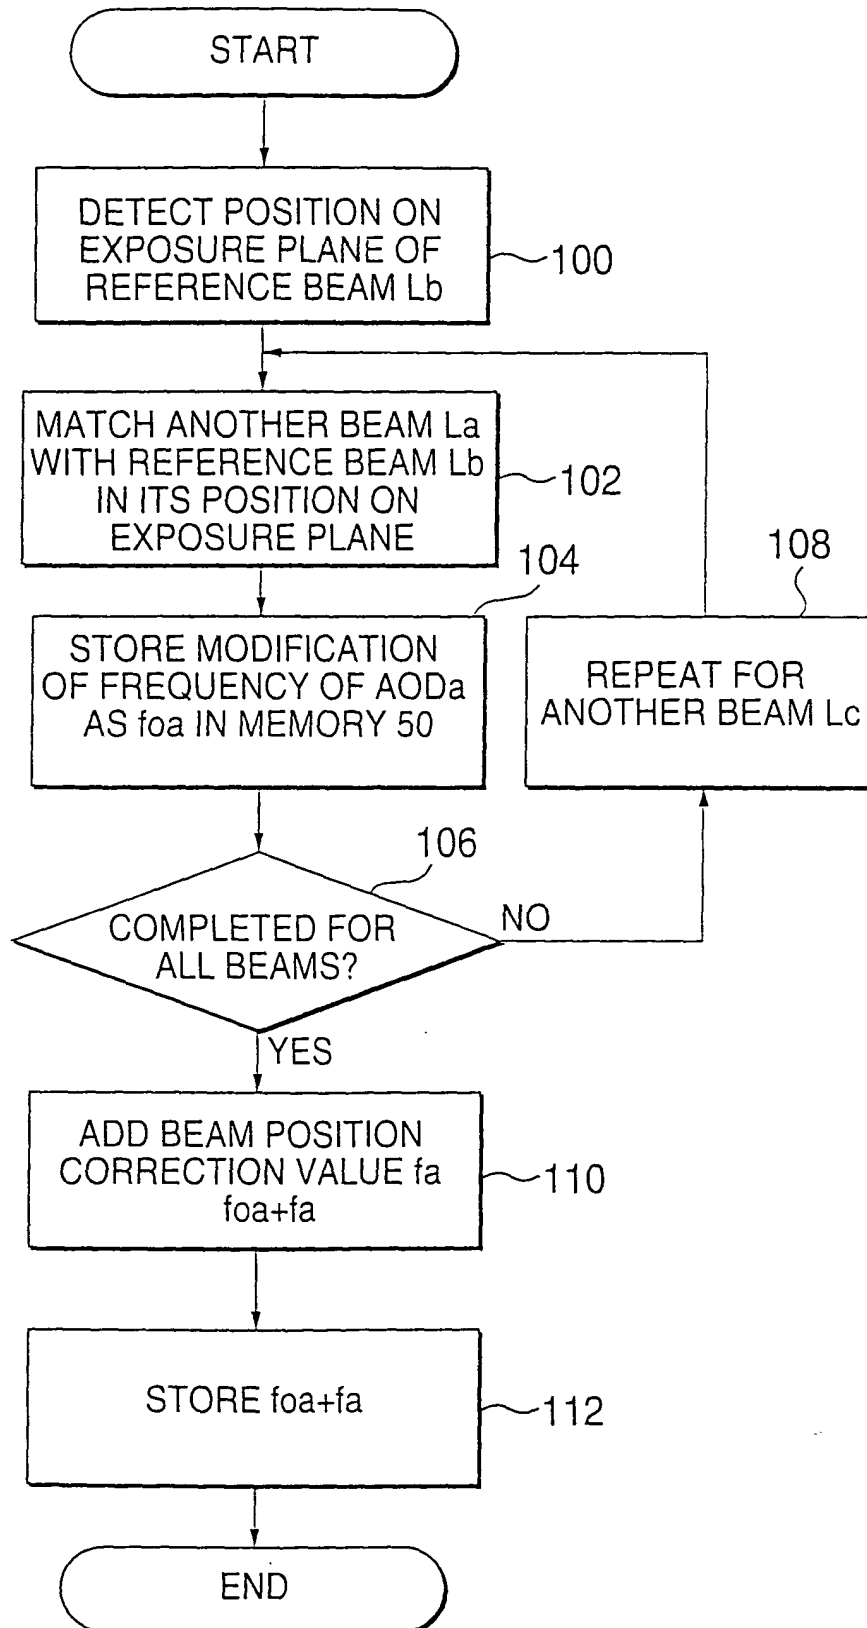 START
DETECT POSITION ON
EXPOSURE PLANE OF
REFERENCE BEAM Lb
100
MATCH ANOTHER BEAM La
WITH REFERENCE BEAM Lb
IN ITS POSITION ON
EXPOSURE PLANE
102
104
STORE MODIFICATION
OF FREQUENCY OF AODa
AS foa IN MEMORY 50
108
REPEAT FOR
ANOTHER BEAM Lc
106
COMPLETED FOR
ALL BEAMS?
NO
YES
ADD BEAM POSITION
CORRECTION VALUE fa
foa+fa
110
STORE foa+fa
112
END